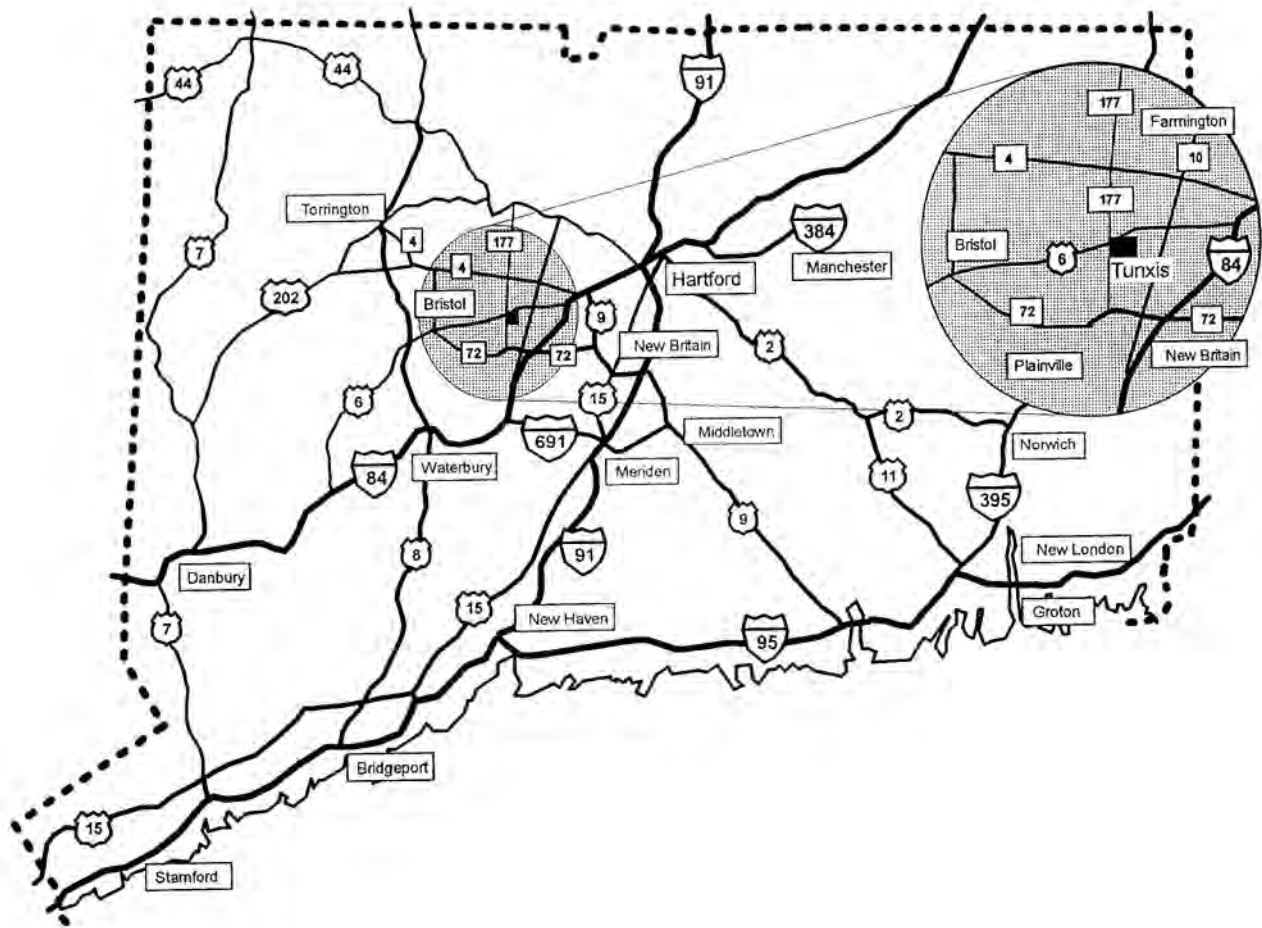 44
44
91
177
Farmington
4
10
Torrington
177
7
4
177
384
Bristol
4
Hartford
Manchester
6
84
202
Bristol
Tunxis
9
72
72
72
72
New Britain
2
New Britain
Plainville
6
15
2
691
Middletown
Norwich
84
Waterbury
Meriden
11
395
9
8
91
New London
Danbury
15
New Haven
Groton
7
95
Bridgeport
15
Stamford